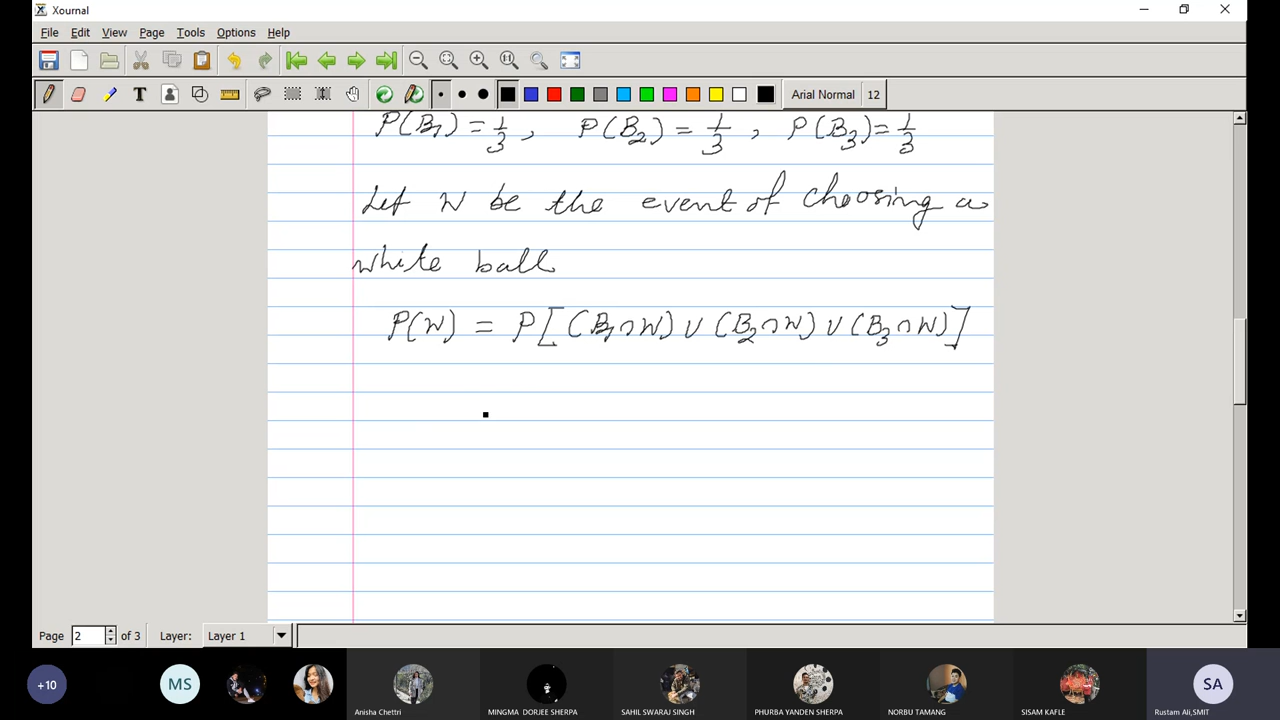 Xournal
File Edit View Page Tools Options Help
Arial Normal 12
P(B1) = 1/3 , P(B2) = 1/3 , P(B3) = 1/3
Let W be the event of choosing a
white ball
P(W) = P[(B1∩W) ∪ (B2∩W) ∪ (B3∩W)]
Page 2 of 3 Layer: Layer 1
+10 MS SA
Anisha Chettri MINGMA DORJEE SHERPA SAHIL SWARAJ SINGH PHURBA YANDEN SHERPA NORBU TAMANG SISAM KAFLE Rustam Ali,SMIT